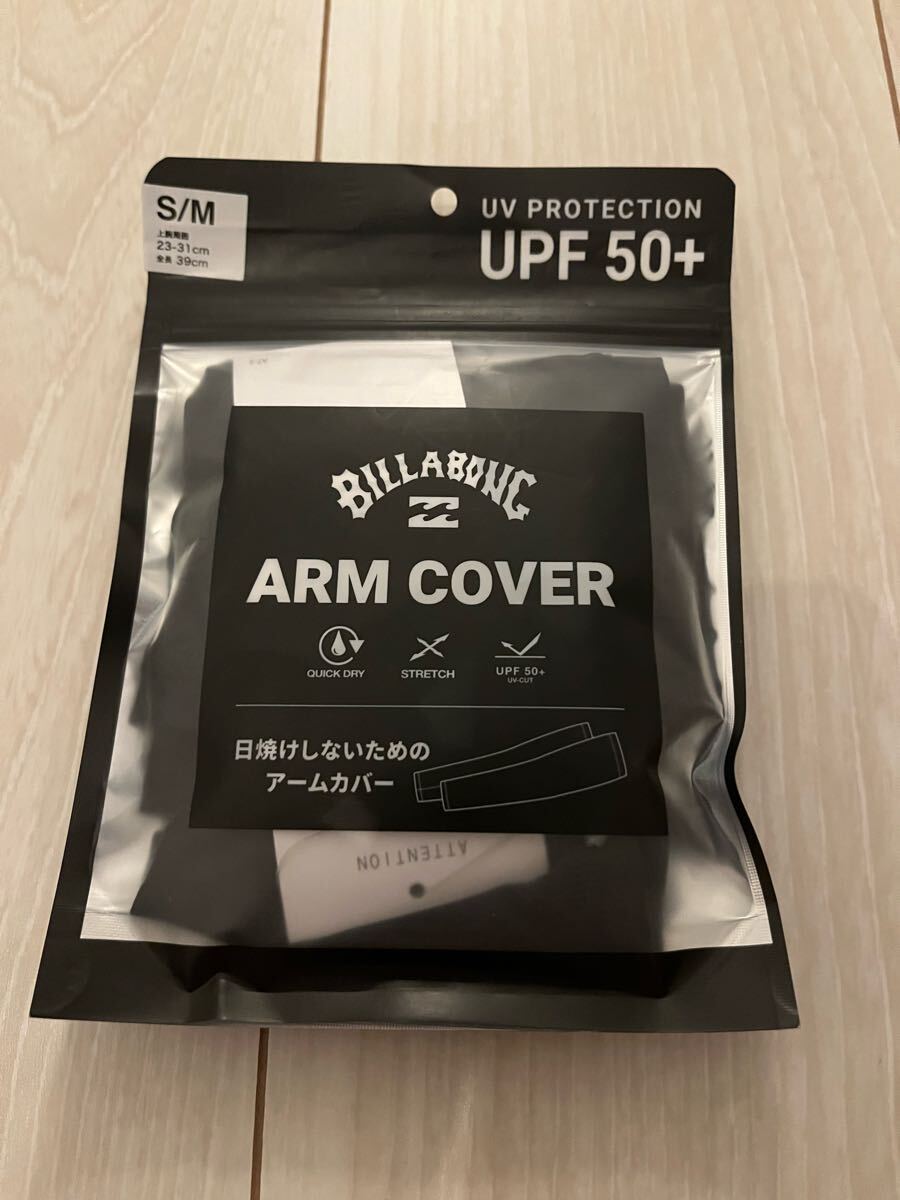 S/M
上腕周囲
23-31cm
全長 39cm
UV PROTECTION
UPF 50+
BILLABONG
ARM COVER
QUICK DRY
STRETCH
UPF 50+
UV-CUT
日焼けしないための
アームカバー
ATTENTION